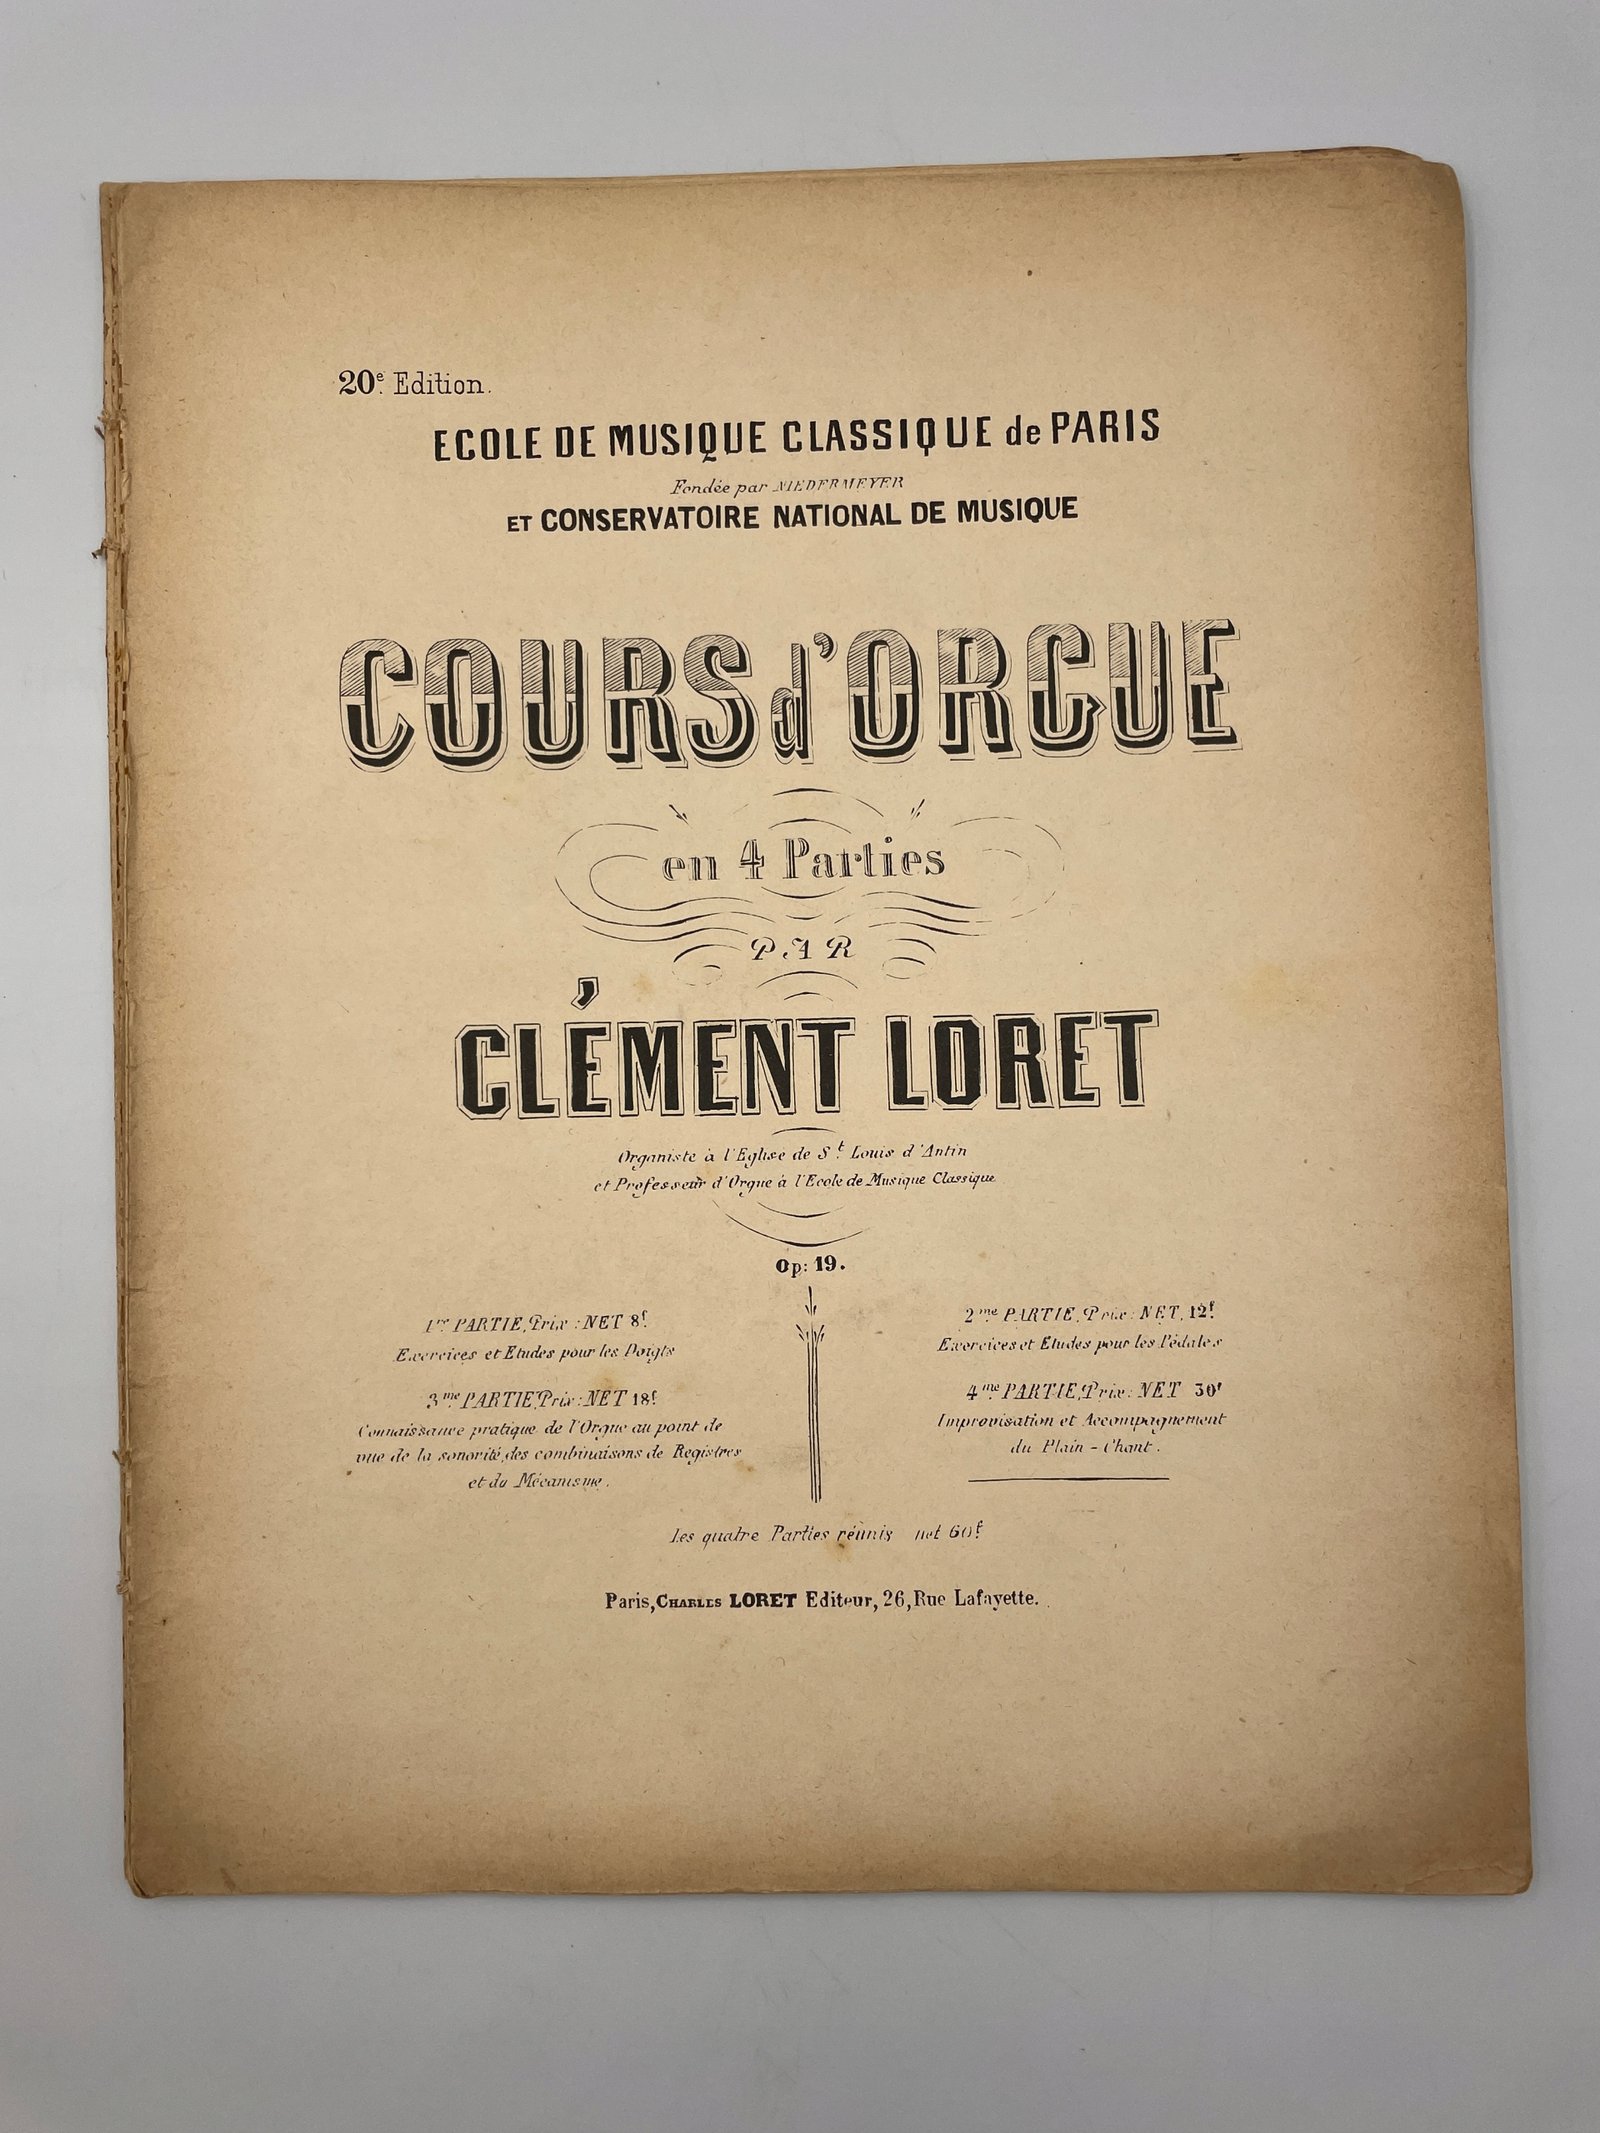 20e. Edition.
ECOLE DE MUSIQUE CLASSIQUE de PARIS
Fondée par NIEDERMEYER
ET CONSERVATOIRE NATIONAL DE MUSIQUE
COURS d'ORGUE
en 4 Parties
PAR
CLÉMENT LORET
Organiste à l'Eglise de St. Louis d'Antin
et Professeur d'Orgue à l'Ecole de Musique Classique
Op: 19.
1re PARTIE, Prix : NET 8f.
Exercices et Etudes pour les Doigts
3me PARTIE, Prix : NET 18f.
Connaissance pratique de l'Orgue au point de
vue de la sonorité, des combinaisons de Registres
et du Mécanisme.
2me PARTIE, Prix : NET, 12f.
Exercices et Etudes pour les Pédales
4me PARTIE, Prix : NET 30f
Improvisation et Accompagnement
du Plain - Chant.
Les quatre Parties réunis net 60f.
Paris, CHARLES LORET Editeur, 26, Rue Lafayette.